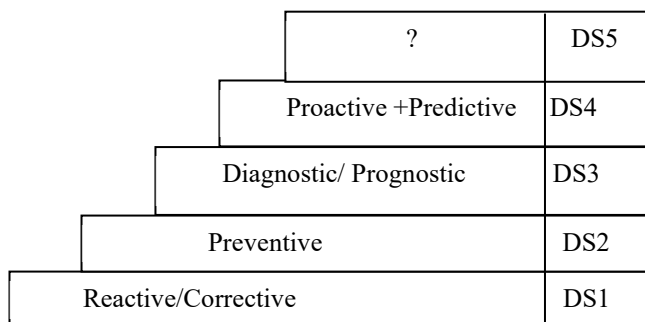 ? DS5
Proactive +Predictive DS4
Diagnostic/ Prognostic DS3
Preventive DS2
Reactive/Corrective DS1